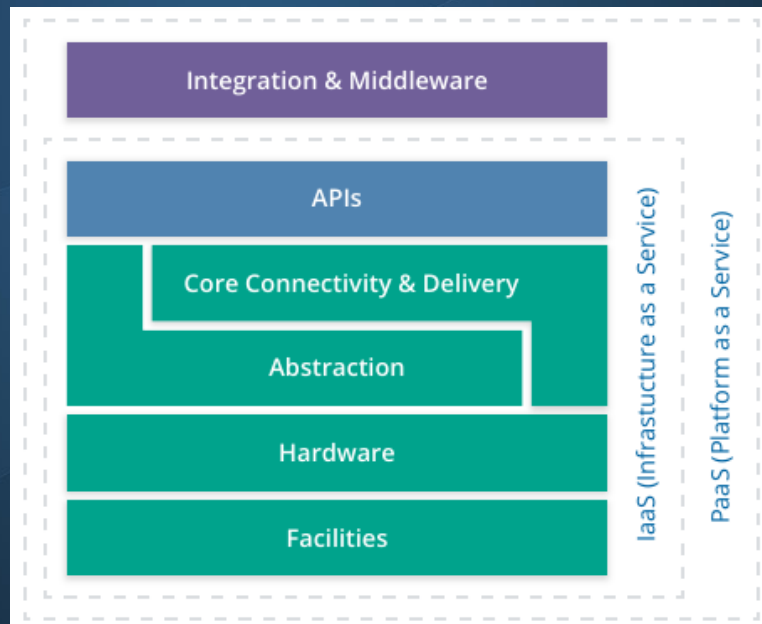 Integration & Middleware
APIs
Core Connectivity & Delivery
Abstraction
Hardware
Facilities
IaaS (Infrastucture as a Service)
PaaS (Platform as a Service)